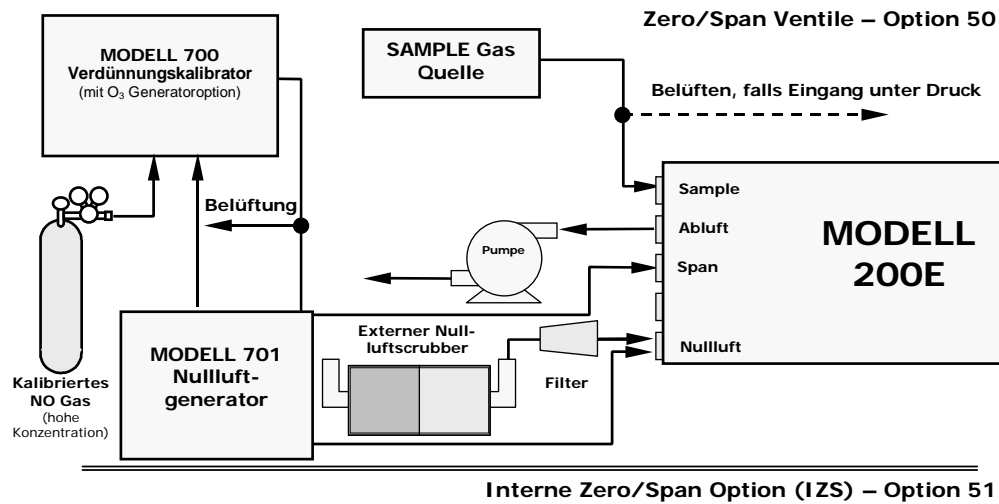 Zero/Span Ventile – Option 50
MODELL 700
Verdünnungskalibrator
(mit O₃ Generatoroption)
SAMPLE Gas
Quelle
Belüften, falls Eingang unter Druck
Belüftung
Sample
Abluft
Span
Nullluft
MODELL
200E
Pumpe
Kalibriertes
NO Gas
(hohe
Konzentration)
MODELL 701
Nullluft-
generator
Externer Null-
luftscrubber
Filter
Interne Zero/Span Option (IZS) – Option 51